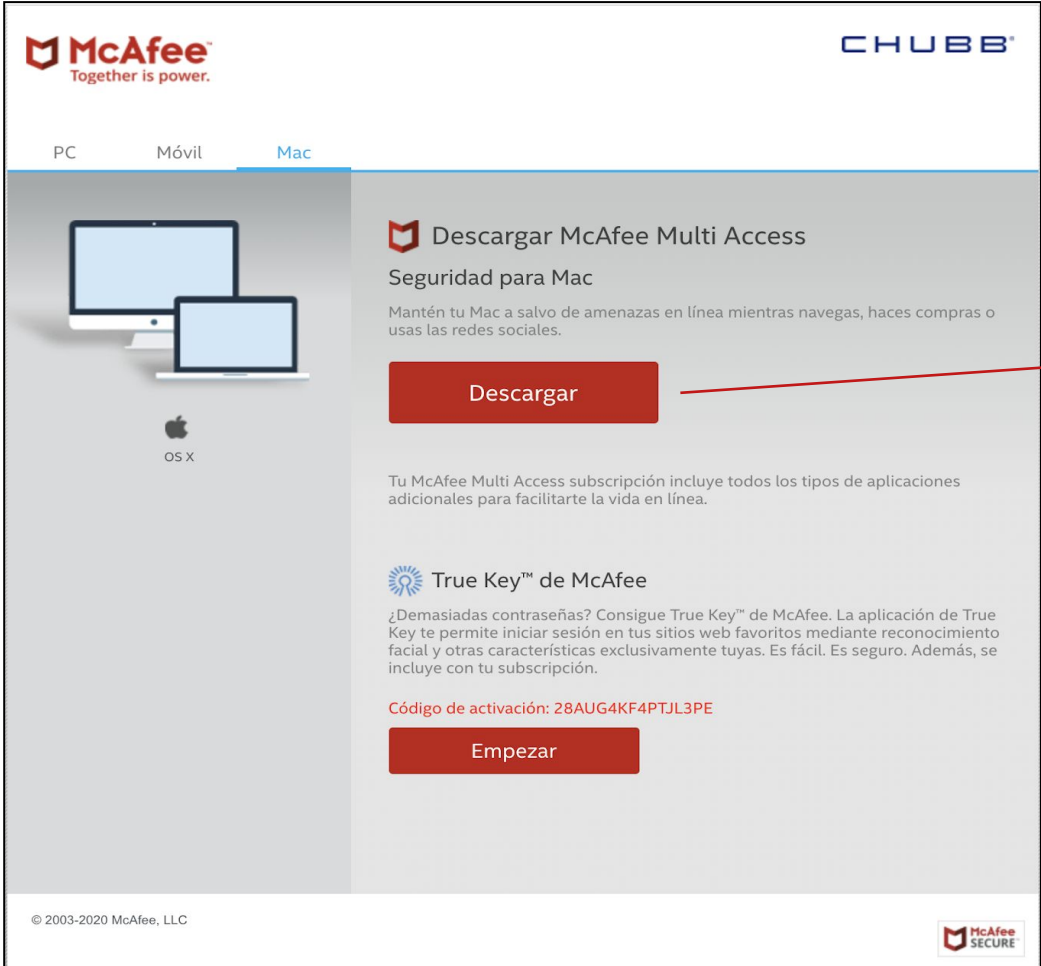 McAfee™
Together is power.
CHUBB®
PC Móvil Mac
Descargar McAfee Multi Access
Seguridad para Mac
Mantén tu Mac a salvo de amenazas en línea mientras navegas, haces compras o
usas las redes sociales.
Descargar
OS X
Tu McAfee Multi Access subscripción incluye todos los tipos de aplicaciones
adicionales para facilitarte la vida en línea.
True Key™ de McAfee
¿Demasiadas contraseñas? Consigue True Key™ de McAfee. La aplicación de True
Key te permite iniciar sesión en tus sitios web favoritos mediante reconocimiento
facial y otras características exclusivamente tuyas. Es fácil. Es seguro. Además, se
incluye con tu subscripción.
Código de activación: 28AUG4KF4PTJL3PE
Empezar
© 2003-2020 McAfee, LLC
McAfee
SECURE™